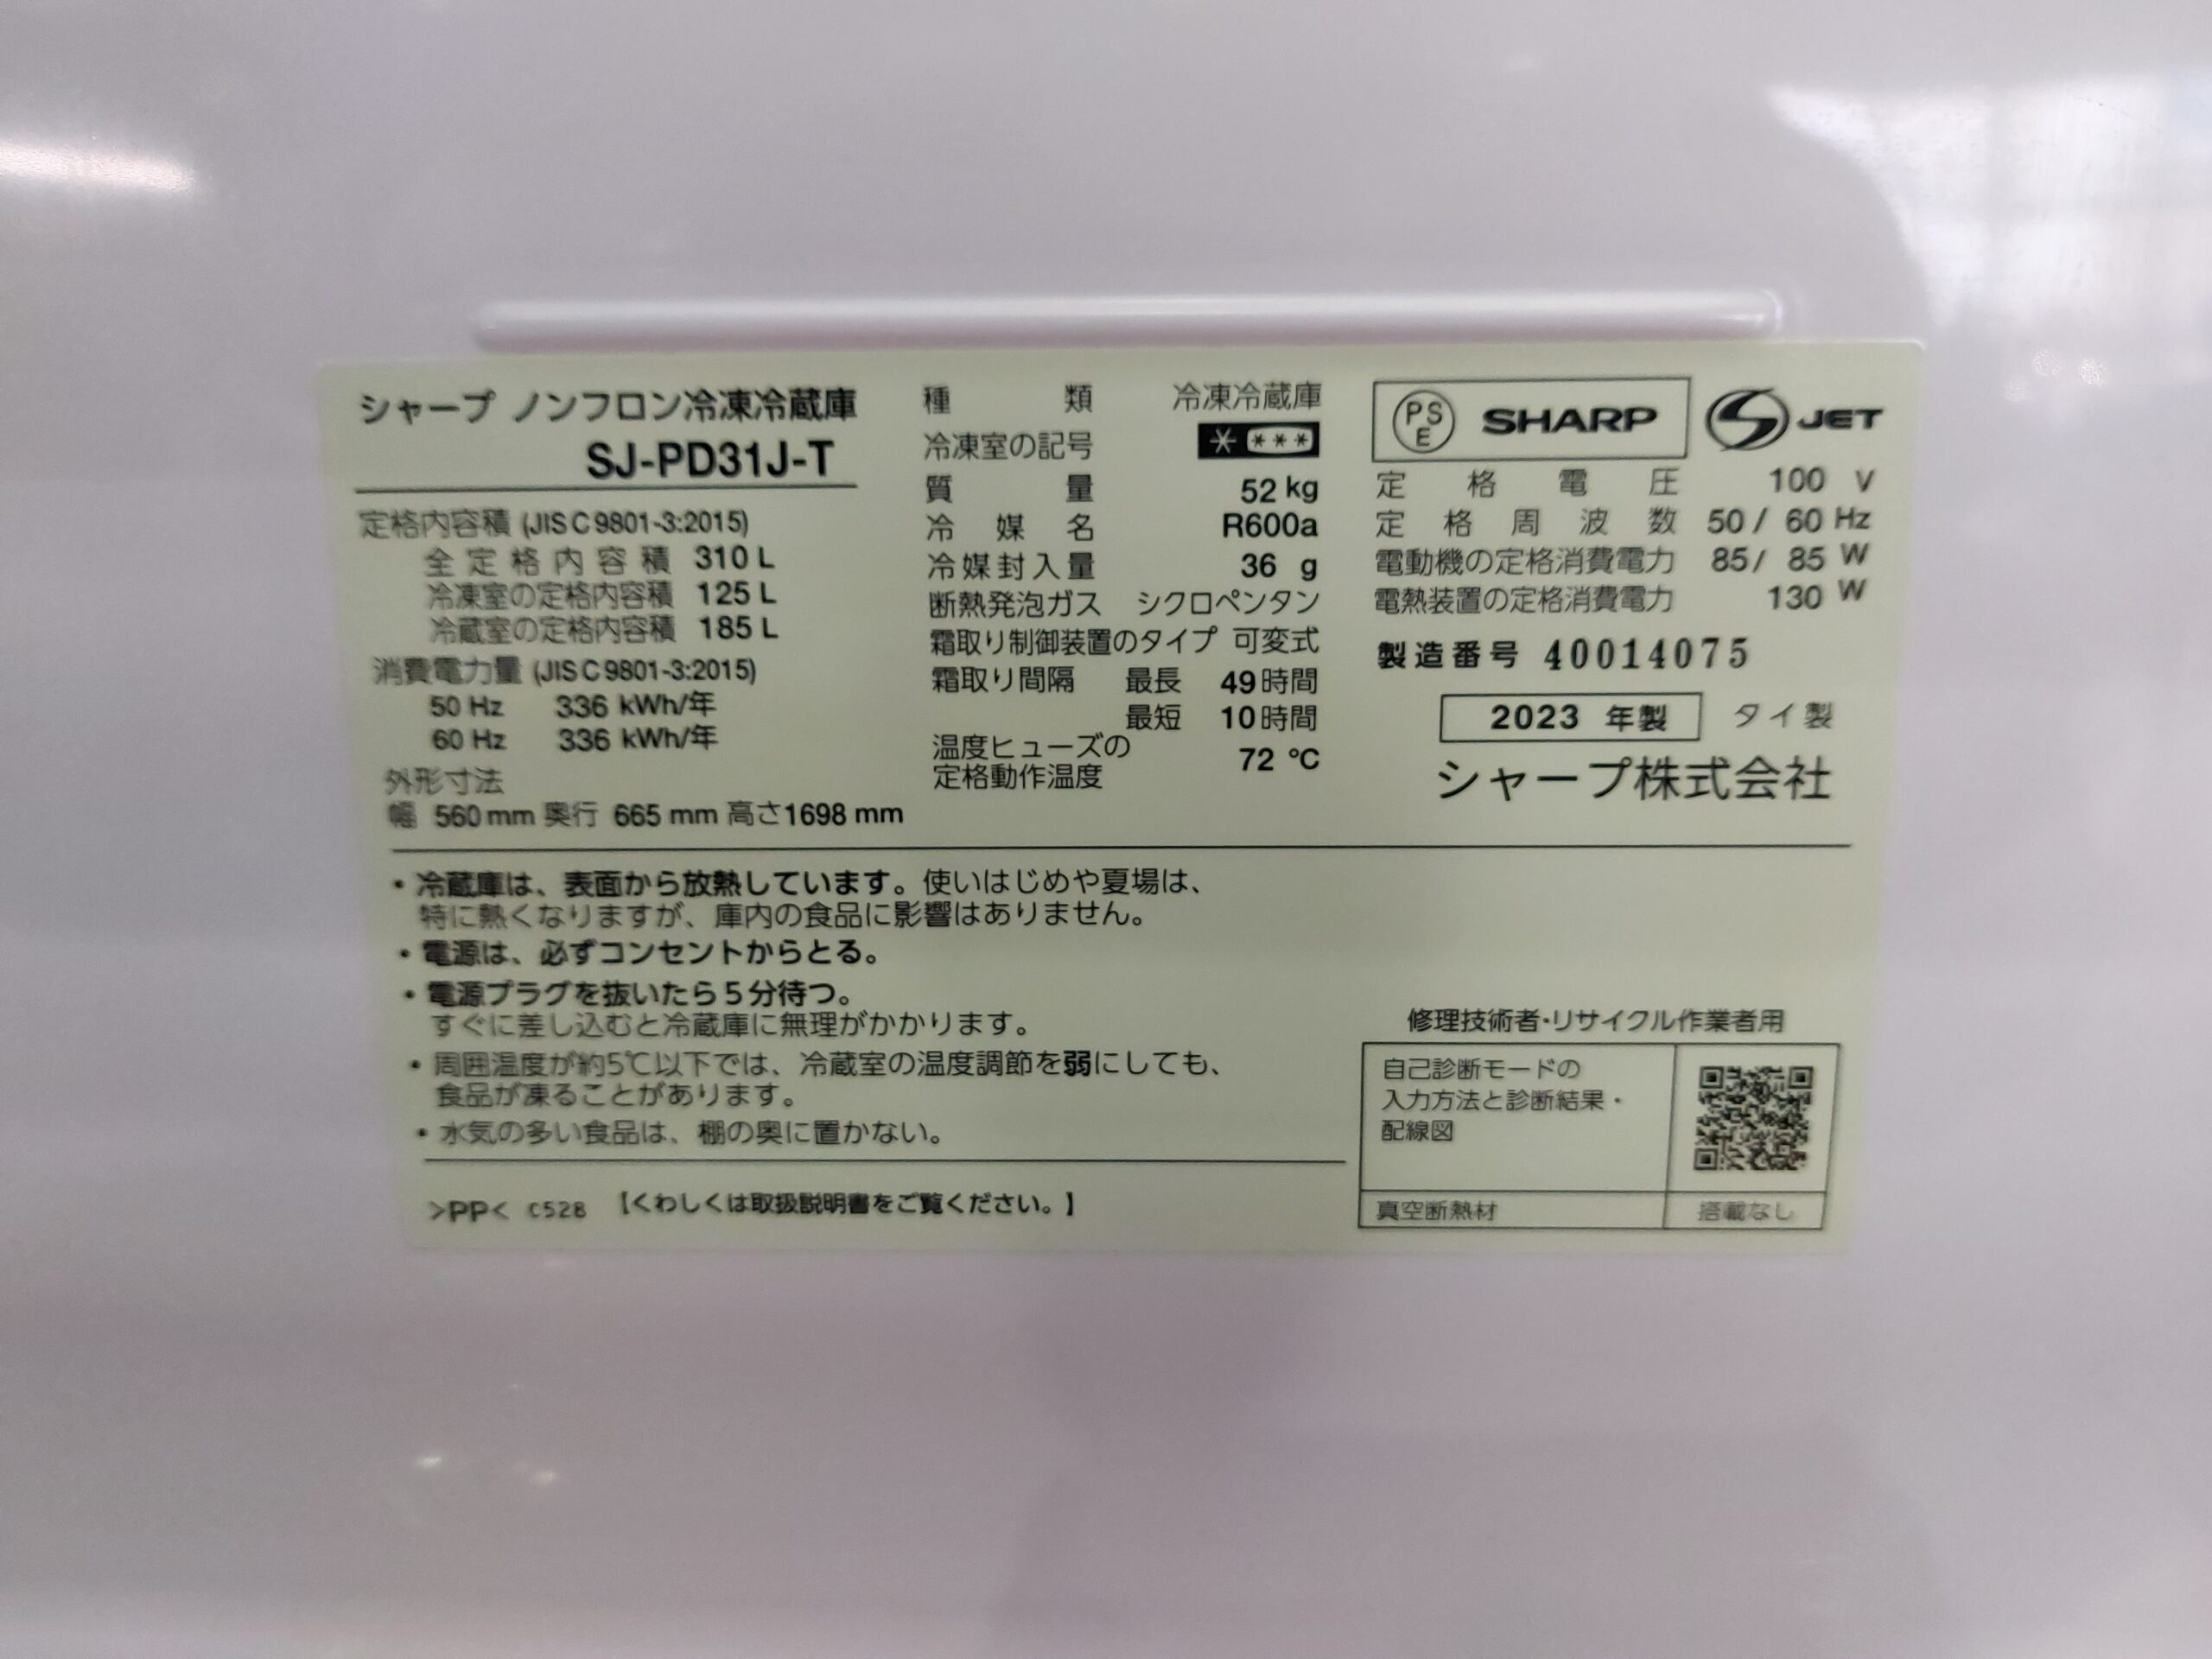 シャープ ノンフロン冷凍冷蔵庫
SJ-PD31J-T
定格内容積 (JIS C 9801-3:2015)
全定格内容積 310 L
冷凍室の定格内容積 125 L
冷蔵室の定格内容積 185 L
消費電力量 (JIS C 9801-3:2015)
50 Hz 336 kWh/年
60 Hz 336 kWh/年
外形寸法
幅 560 mm 奥行 665 mm 高さ 1698 mm
種類 冷凍冷蔵庫
冷凍室の記号 * ***
質量 52 kg
冷媒名 R600a
冷媒封入量 36 g
断熱発泡ガス シクロペンタン
霜取り制御装置のタイプ 可変式
霜取り間隔 最長 49時間
最短 10時間
温度ヒューズの
定格動作温度 72 ℃
PSE SHARP JET
定格電圧 100 V
定格周波数 50 / 60 Hz
電動機の定格消費電力 85 / 85 W
電熱装置の定格消費電力 130 W
製造番号 40014075
2023 年製 タイ製
シャープ株式会社
・冷蔵庫は、表面から放熱しています。使いはじめや夏場は、
特に熱くなりますが、庫内の食品に影響はありません。
・電源は、必ずコンセントからとる。
・電源プラグを抜いたら5分待つ。
すぐに差し込むと冷蔵庫に無理がかかります。
・周囲温度が約5℃以下では、冷蔵室の温度調節を弱にしても、
食品が凍ることがあります。
・水気の多い食品は、棚の奥に置かない。
>PP< C528 【くわしくは取扱説明書をご覧ください。】
修理技術者・リサイクル作業者用
自己診断モードの
入力方法と診断結果・
配線図
真空断熱材 搭載なし